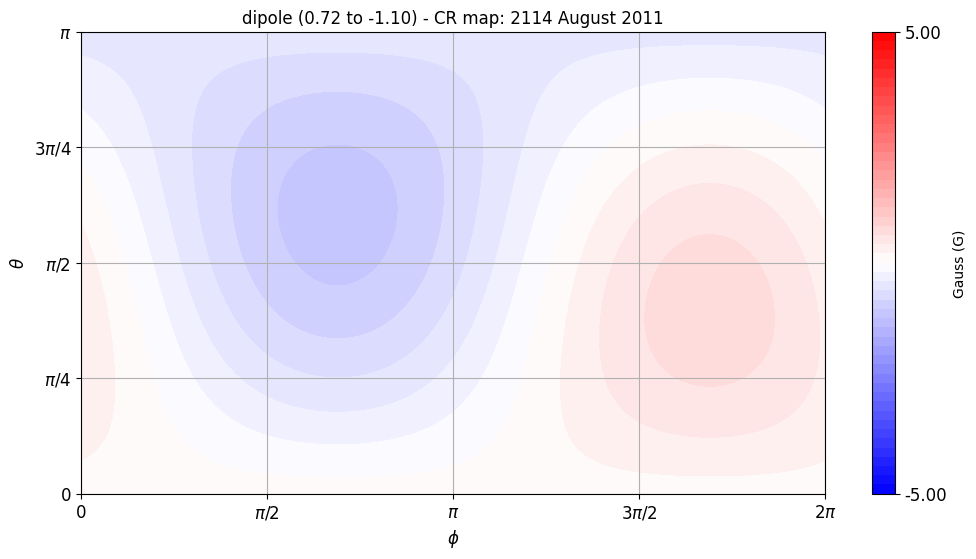 dipole (0.72 to -1.10) - CR map: 2114 August 2011
π
3π/4
π/2
π/4
0
θ
0
π/2
π
3π/2
2π
ϕ
5.00
-5.00
Gauss (G)